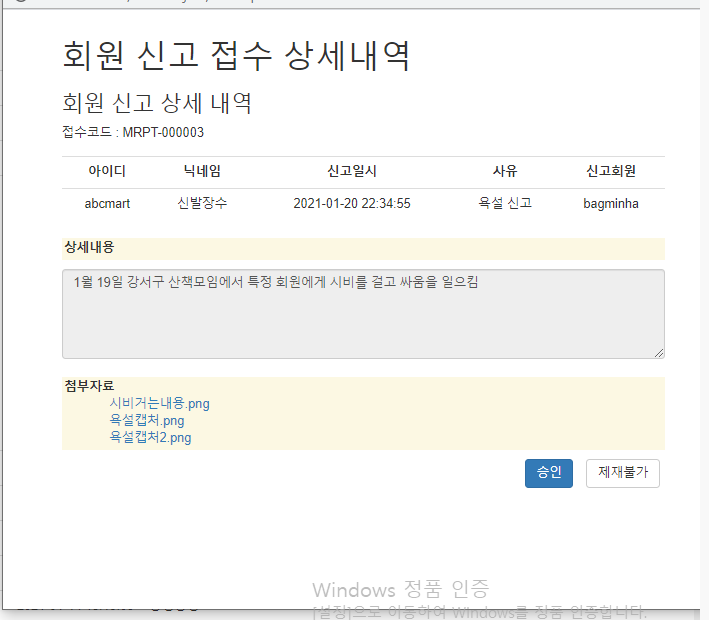 회원 신고 접수 상세내역
회원 신고 상세 내역
접수코드 : MRPT-000003
아이디 닉네임 신고일시 사유 신고회원
abcmart 신발장수 2021-01-20 22:34:55 욕설 신고 bagminha
상세내용
1월 19일 강서구 산책모임에서 특정 회원에게 시비를 걸고 싸움을 일으킴
첨부자료
시비거는내용.png
욕설캡처.png
욕설캡처2.png
승인 제재불가
Windows 정품 인증
[설정]으로 이동하여 Windows를 정품 인증합니다.